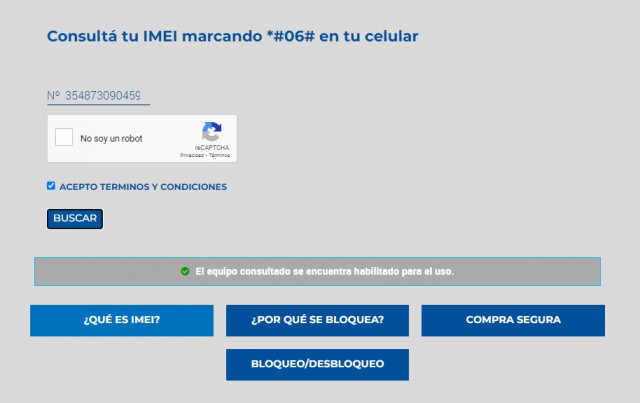 Consultá tu IMEI marcando *#06# en tu celular
Nº 354873090459
No soy un robot
reCAPTCHA
Privacidad - Términos
ACEPTO TERMINOS Y CONDICIONES
BUSCAR
El equipo consultado se encuentra habilitado para el uso.
¿QUÉ ES IMEI? ¿POR QUÉ SE BLOQUEA? COMPRA SEGURA
BLOQUEO/DESBLOQUEO